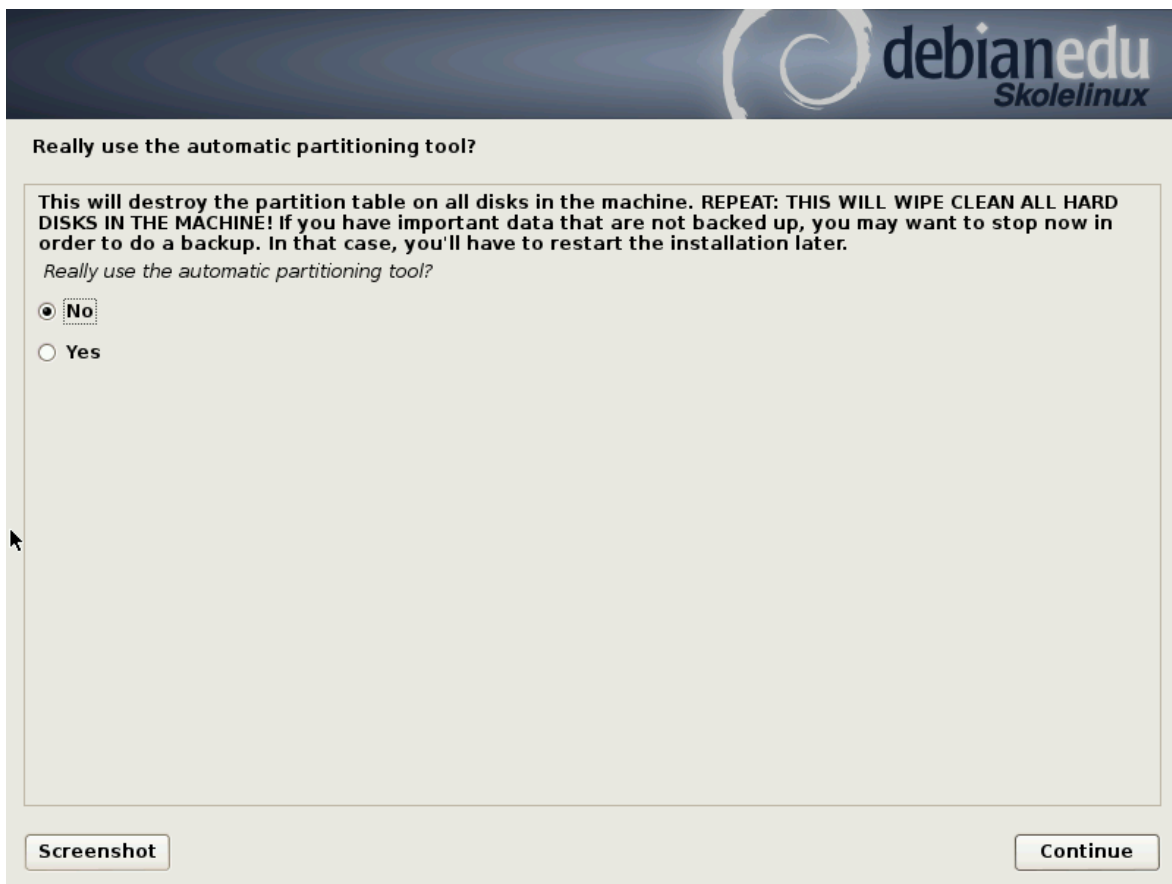 debianedu
Skolelinux
Really use the automatic partitioning tool?
This will destroy the partition table on all disks in the machine. REPEAT: THIS WILL WIPE CLEAN ALL HARD
DISKS IN THE MACHINE! If you have important data that are not backed up, you may want to stop now in
order to do a backup. In that case, you'll have to restart the installation later.
Really use the automatic partitioning tool?
No
Yes
Screenshot
Continue